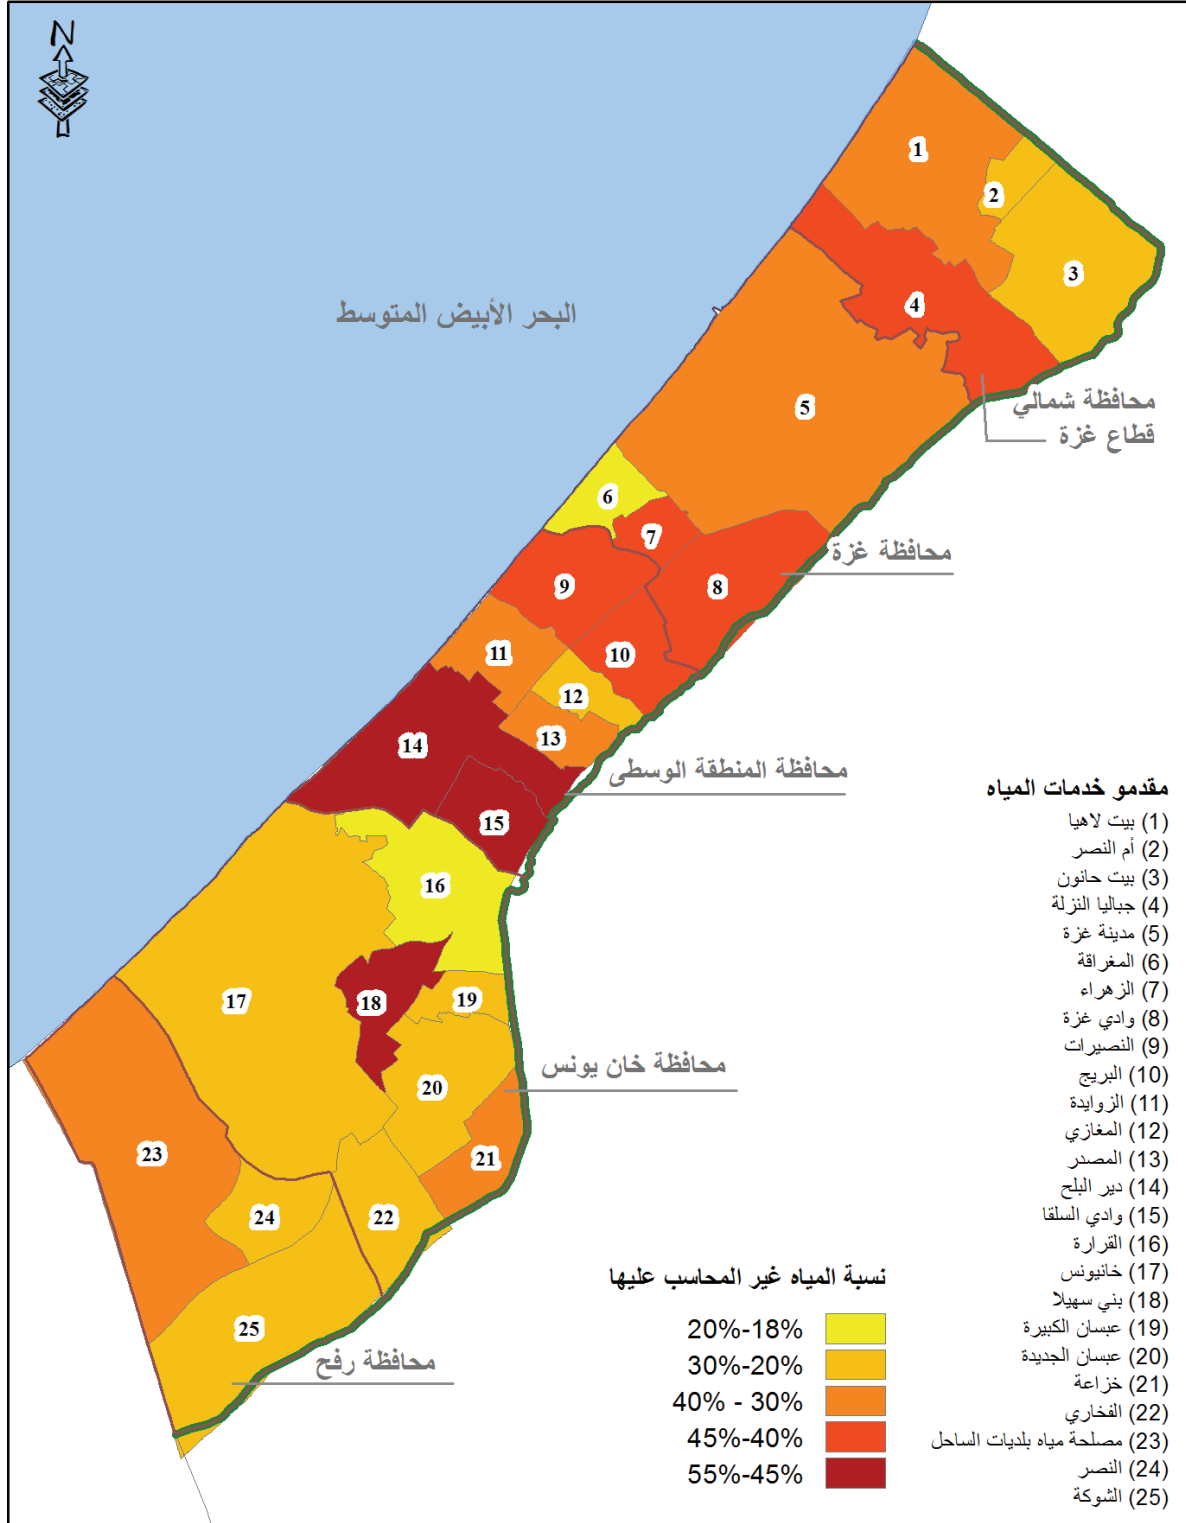 N
1
2
3
4
البحر الأبيض المتوسط
محافظة شمالي
قطاع غزة
5
6
7
محافظة غزة
8
9
10
11
12
13
14
محافظة المنطقة الوسطى
15
16
17
18
19
محافظة خان يونس
20
21
22
23
24
25
محافظة رفح
مقدمو خدمات المياه
(1) بيت لاهيا
(2) أم النصر
(3) بيت حانون
(4) جباليا النزلة
(5) مدينة غزة
(6) المغراقة
(7) الزهراء
(8) وادي غزة
(9) النصيرات
(10) البريج
(11) الزوايدة
(12) المغازي
(13) المصدر
(14) دير البلح
(15) وادي السلقا
(16) القرارة
(17) خانيونس
(18) بني سهيلا
(19) عبسان الكبيرة
(20) عبسان الجديدة
(21) خزاعة
(22) الفخاري
(23) مصلحة مياه بلديات الساحل
(24) النصر
(25) الشوكة
نسبة المياه غير المحاسب عليها
20%-18%
30%-20%
40% - 30%
45%-40%
55%-45%